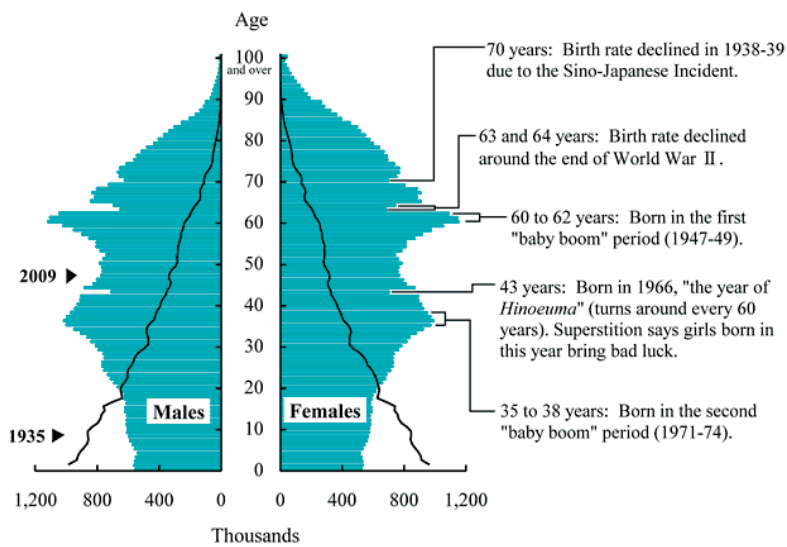 Age
100
and over
90
80
70
60
50
40
30
20
10
0
2009 ►
1935 ►
Males
Females
1,200 800 400 0
0 400 800 1,200
Thousands
70 years: Birth rate declined in 1938-39
due to the Sino-Japanese Incident.
63 and 64 years: Birth rate declined
around the end of World War II.
60 to 62 years: Born in the first
"baby boom" period (1947-49).
43 years: Born in 1966, "the year of
Hinoeuma" (turns around every 60
years). Superstition says girls born in
this year bring bad luck.
35 to 38 years: Born in the second
"baby boom" period (1971-74).